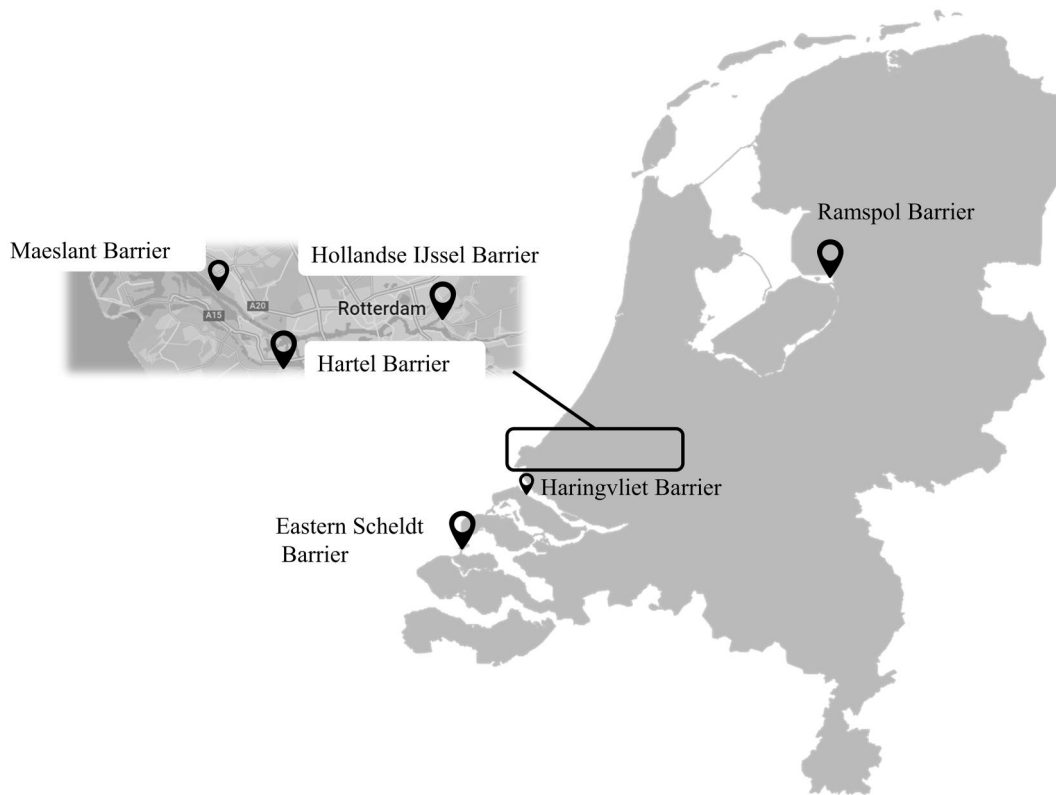 Ramspol Barrier
Maeslant Barrier
Hollandse IJssel Barrier
Rotterdam
A20
A15
Hartel Barrier
Haringvliet Barrier
Eastern Scheldt
Barrier